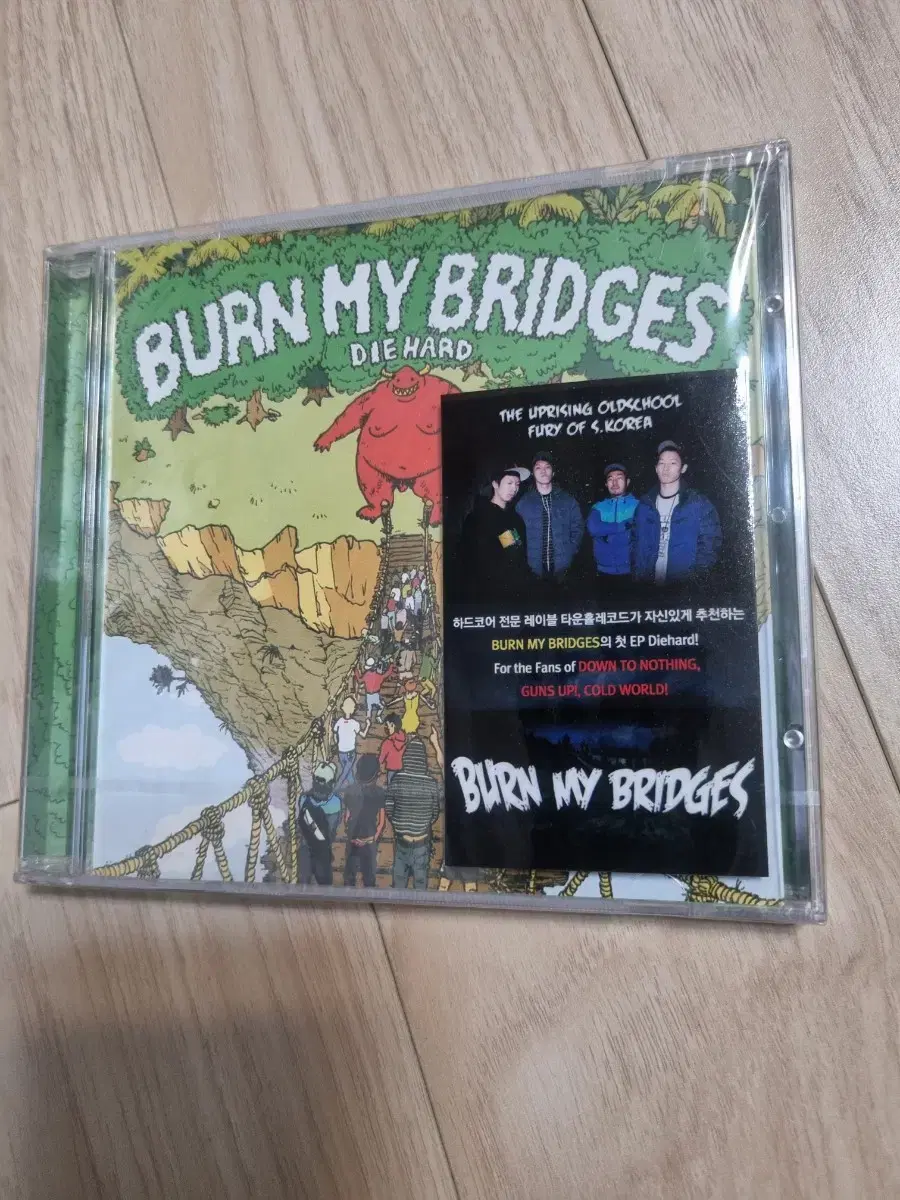 BURN MY BRIDGES
DIE HARD
THE UPRISING OLDSCHOOL
FURY OF S.KOREA
하드코어 전문 레이블 타운홀레코드가 자신있게 추천하는
BURN MY BRIDGES의 첫 EP Diehard!
For the Fans of DOWN TO NOTHING,
GUNS UP!, COLD WORLD!
BURN MY BRIDGES